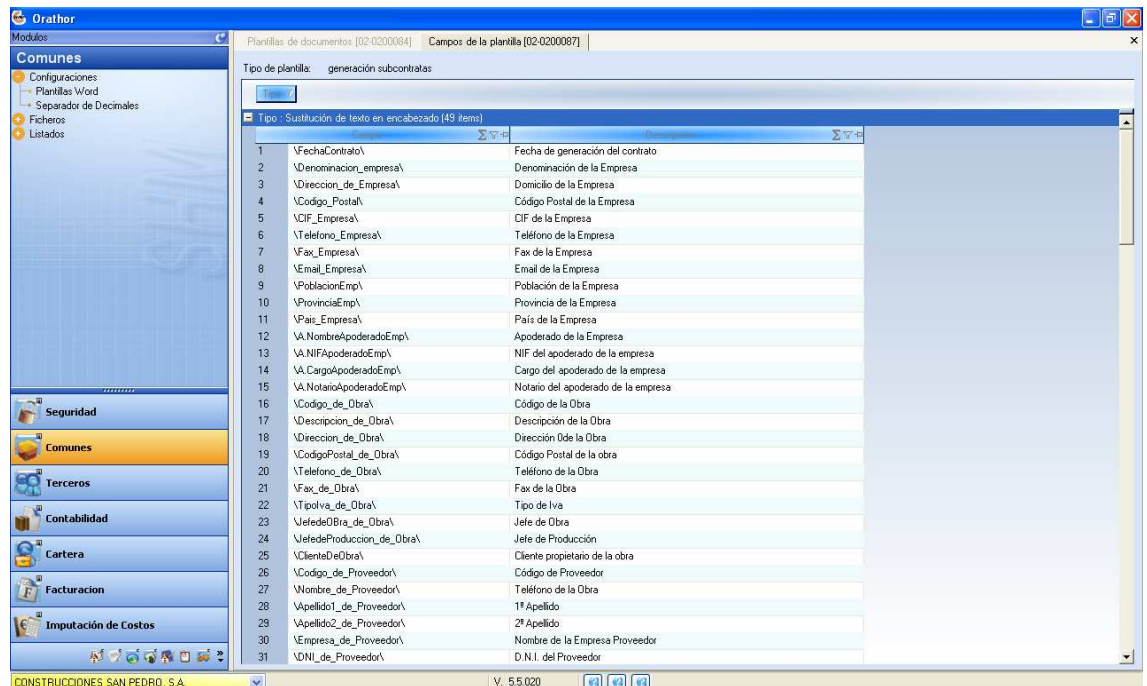 Orathor
Modulos
Plantillas de documentos [02-0200084] Campos de la plantilla [02-0200087]
Comunes
Configuraciones
Plantillas Word
Separador de Decimales
Ficheros
Listados
Tipo de plantilla: generación subcontratas
Tipo
Tipo : Sustitución de texto en encabezado (49 items)
Campo Descripcion
1 \FechaContrato\ Fecha de generación del contrato
2 \Denominacion_empresa\ Denominación de la Empresa
3 \Direccion_de_Empresa\ Domicilio de la Empresa
4 \Codigo_Postal\ Código Postal de la Empresa
5 \CIF_Empresa\ CIF de la Empresa
6 \Telefono_Empresa\ Teléfono de la Empresa
7 \Fax_Empresa\ Fax de la Empresa
8 \Email_Empresa\ Email de la Empresa
9 \PoblacionEmp\ Población de la Empresa
10 \ProvinciaEmp\ Provincia de la Empresa
11 \Pais_Empresa\ País de la Empresa
12 \A.NombreApoderadoEmp\ Apoderado de la Empresa
13 \A.NIFApoderadoEmp\ NIF del apoderado de la empresa
14 \A.CargoApoderadoEmp\ Cargo del apoderado de la empresa
15 \A.NotarioApoderadoEmp\ Notario del apoderado de la empresa
16 \Codigo_de_Obra\ Código de la Obra
17 \Descripcion_de_Obra\ Descripción de la Obra
18 \Direccion_de_Obra\ Dirección 0de la Obra
19 \CodigoPostal_de_Obra\ Código Postal de la obra
20 \Telefono_de_Obra\ Teléfono de la Obra
21 \Fax_de_Obra\ Fax de la Obra
22 \TipoIva_de_Obra\ Tipo de Iva
23 \JefedeOBra_de_Obra\ Jefe de Obra
24 \JefedeProduccion_de_Obra\ Jefe de Producción
25 \ClienteDeObra\ Cliente propietario de la obra
26 \Codigo_de_Proveedor\ Código de Proveedor
27 \Nombre_de_Proveedor\ Teléfono de la Obra
28 \Apellido1_de_Proveedor\ 1º Apellido
29 \Apellido2_de_Proveedor\ 2º Apellido
30 \Empresa_de_Proveedor\ Nombre de la Empresa Proveedor
31 \DNI_de_Proveedor\ D.N.I. del Proveedor
Seguridad
Comunes
Terceros
Contabilidad
Cartera
Facturacion
Imputación de Costos
CONSTRUCCIONES SAN PEDRO, S.A. V. 5.5.020